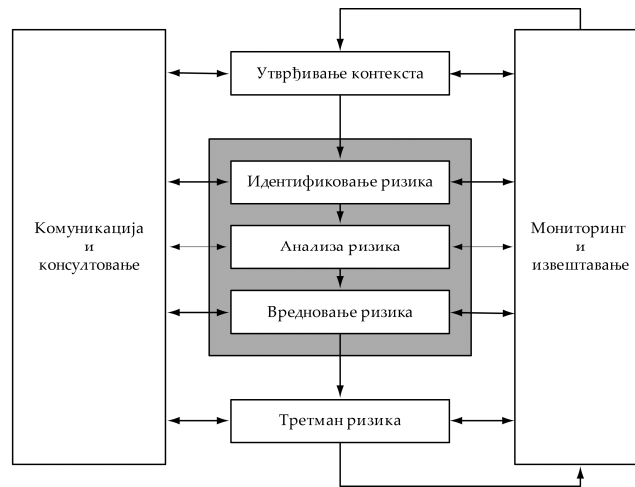 Утврђивање контекста
Идентификовање ризика
Комуникација
и
консултовање
Анализа ризика
Мониторинг
и
извештавање
Вредновање ризика
Третман ризика